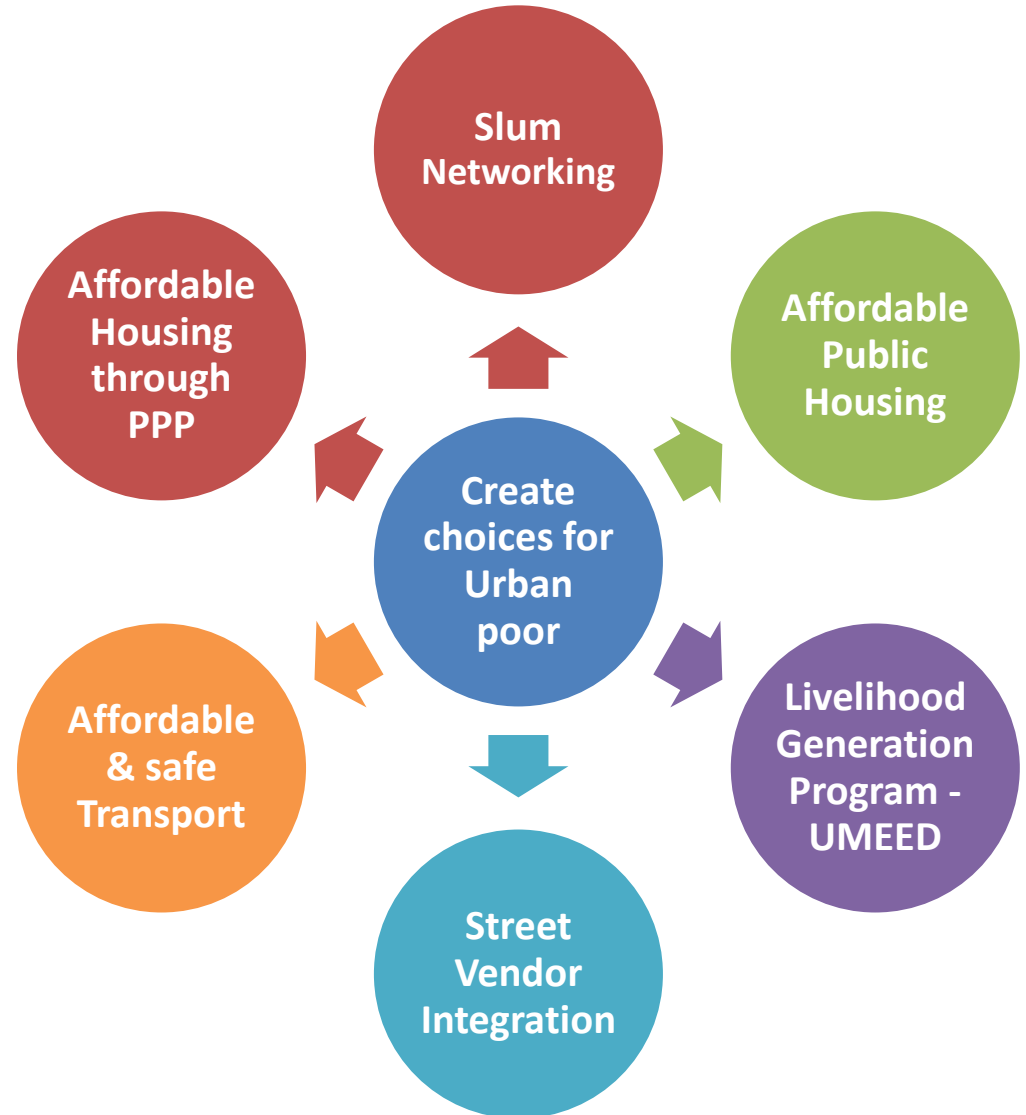 Slum
Networking
Affordable
Housing
through
PPP
Affordable
Public
Housing
Create
choices for
Urban
poor
Affordable
& safe
Transport
Livelihood
Generation
Program -
UMEED
Street
Vendor
Integration